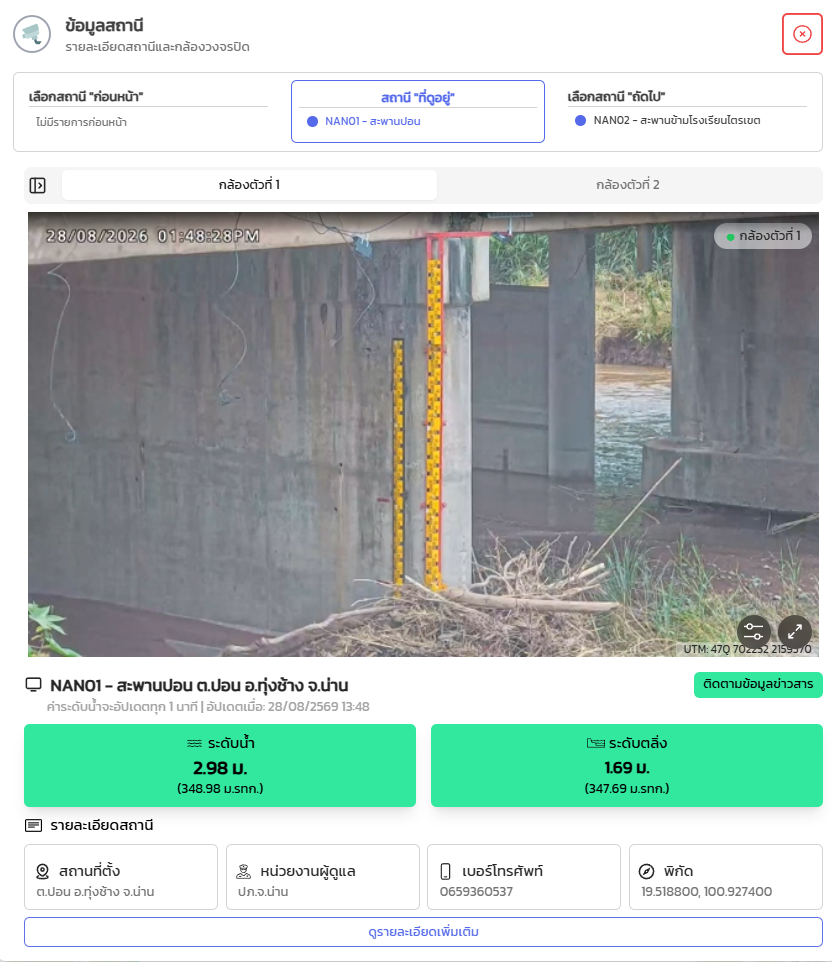 ข้อมูลสถานี
รายละเอียดสถานีและกล้องวงจรปิด
เลือกสถานี "ก่อนหน้า"
ไม่มีรายการก่อนหน้า
สถานี "ที่ดูอยู่"
NAN01 - สะพานปอน
เลือกสถานี "ถัดไป"
NAN02 - สะพานข้ามโรงเรียนไตรเขต
กล้องตัวที่ 1
กล้องตัวที่ 2
28/08/2026 01:48:28PM
กล้องตัวที่ 1
UTM: 47Q 702252 2159370
NAN01 - สะพานปอน ต.ปอน อ.ทุ่งช้าง จ.น่าน
ติดตามข้อมูลข่าวสาร
ค่าระดับน้ำจะอัปเดตทุก 1 นาที | อัปเดตเมื่อ: 28/08/2569 13:48
ระดับน้ำ
2.98 ม.
(348.98 ม.รทก.)
ระดับตลิ่ง
1.69 ม.
(347.69 ม.รทก.)
รายละเอียดสถานี
สถานที่ตั้ง
ต.ปอน อ.ทุ่งช้าง จ.น่าน
หน่วยงานผู้ดูแล
ปภ.จ.น่าน
เบอร์โทรศัพท์
0659360537
พิกัด
19.518800, 100.927400
ดูรายละเอียดเพิ่มเติม